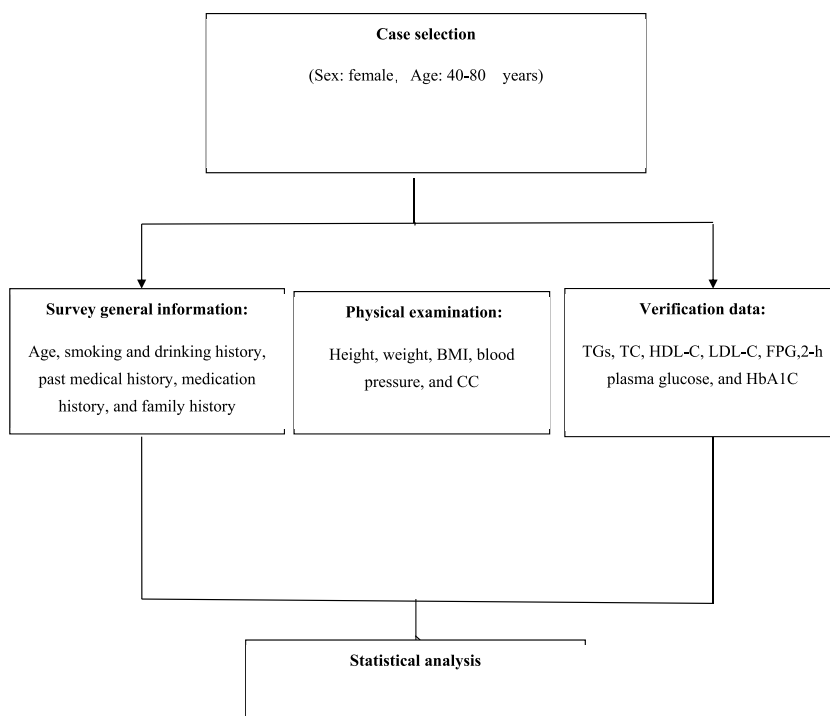 Case selection
(Sex: female, Age: 40-80 years)
Survey general information:
Age, smoking and drinking history,
past medical history, medication
history, and family history
Physical examination:
Height, weight, BMI, blood
pressure, and CC
Verification data:
TGs, TC, HDL-C, LDL-C, FPG,2-h
plasma glucose, and HbA1C
Statistical analysis